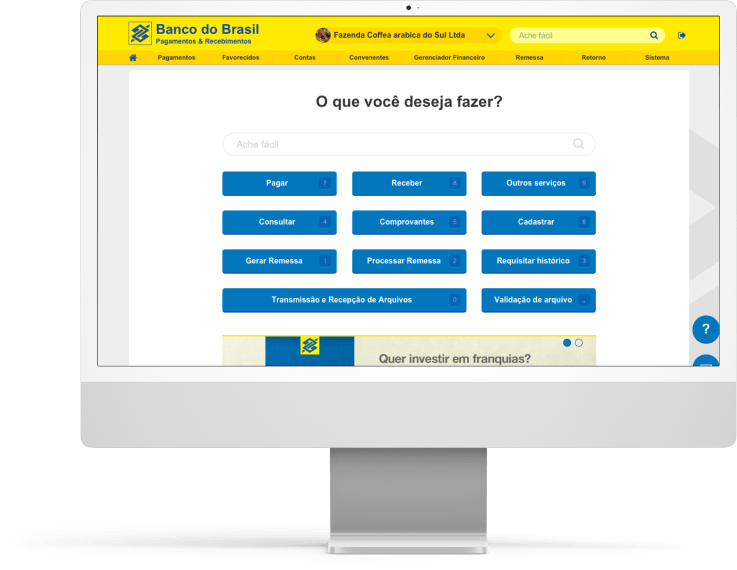 Banco do Brasil
Pagamentos & Recebimentos
Fazenda Coffea arabica do Sul Ltda
Ache fácil
Pagamentos Favorecidos Contas Convenentes Gerenciador Financeiro Remessa Retorno Sistema
O que você deseja fazer?
Ache fácil
Pagar 7
Receber 8
Outros serviços 9
Consultar 4
Comprovantes 5
Cadastrar 6
Gerar Remessa 1
Processar Remessa 2
Requisitar histórico 3
Transmissão e Recepção de Arquivos 0
Validação de arquivo
Quer investir em franquias?
?